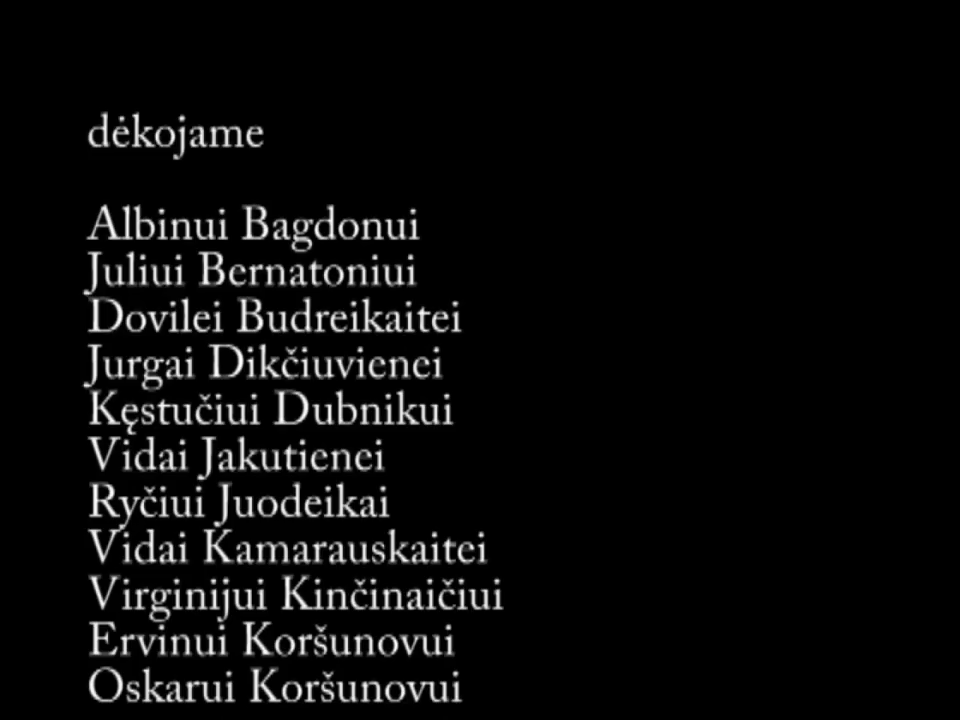 dėkojame
Albinui Bagdonui
Juliui Bernatoniui
Dovilei Budreikaitei
Jurgai Dikčiuvienei
Kęstučiui Dubnikui
Vidai Jakutienei
Ryčiui Juodeikai
Vidai Kamarauskaitei
Virginijui Kinčinaičiui
Ervinui Koršunovui
Oskarui Koršunovui